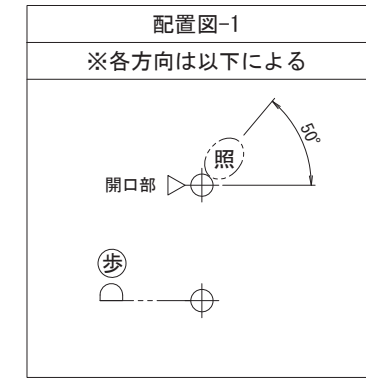 配置図-1
※各方向は以下による
照
50°
開口部
歩